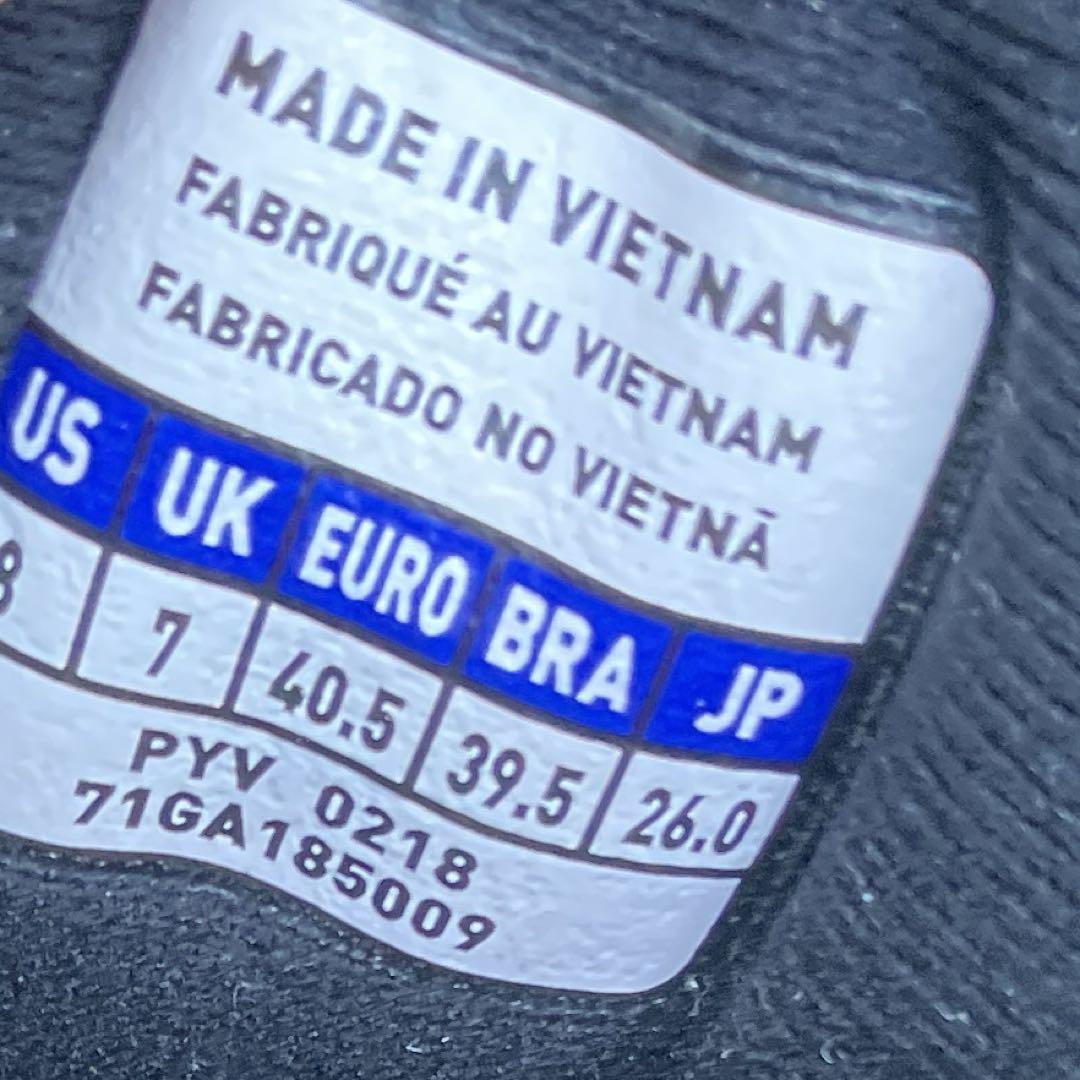 MADE IN VIETNAM
FABRIQUÉ AU VIETNAM
FABRICADO NO VIETNÃ
US UK EURO BRA JP
8 7 40.5 39.5 26.0
PYV 0218
71GA185009